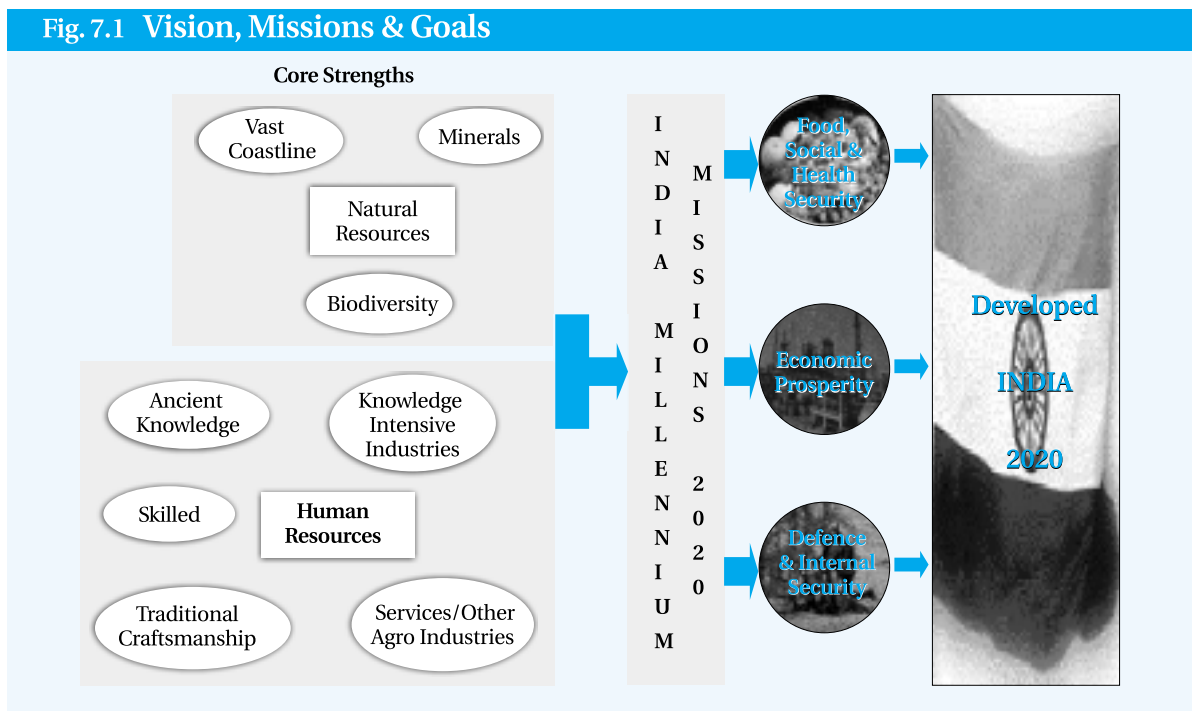 Fig. 7.1 Vision, Missions & Goals
Core Strengths
Vast
Coastline
Minerals
Natural
Resources
Biodiversity
Ancient
Knowledge
Knowledge
Intensive
Industries
Skilled
Human
Resources
Traditional
Craftsmanship
Services/Other
Agro Industries
INDIA MILLENNIUM
MISSIONS 2020
Food,
Social &
Health
Security
Economic
Prosperity
Defence
& Internal
Security
Developed
INDIA
2020